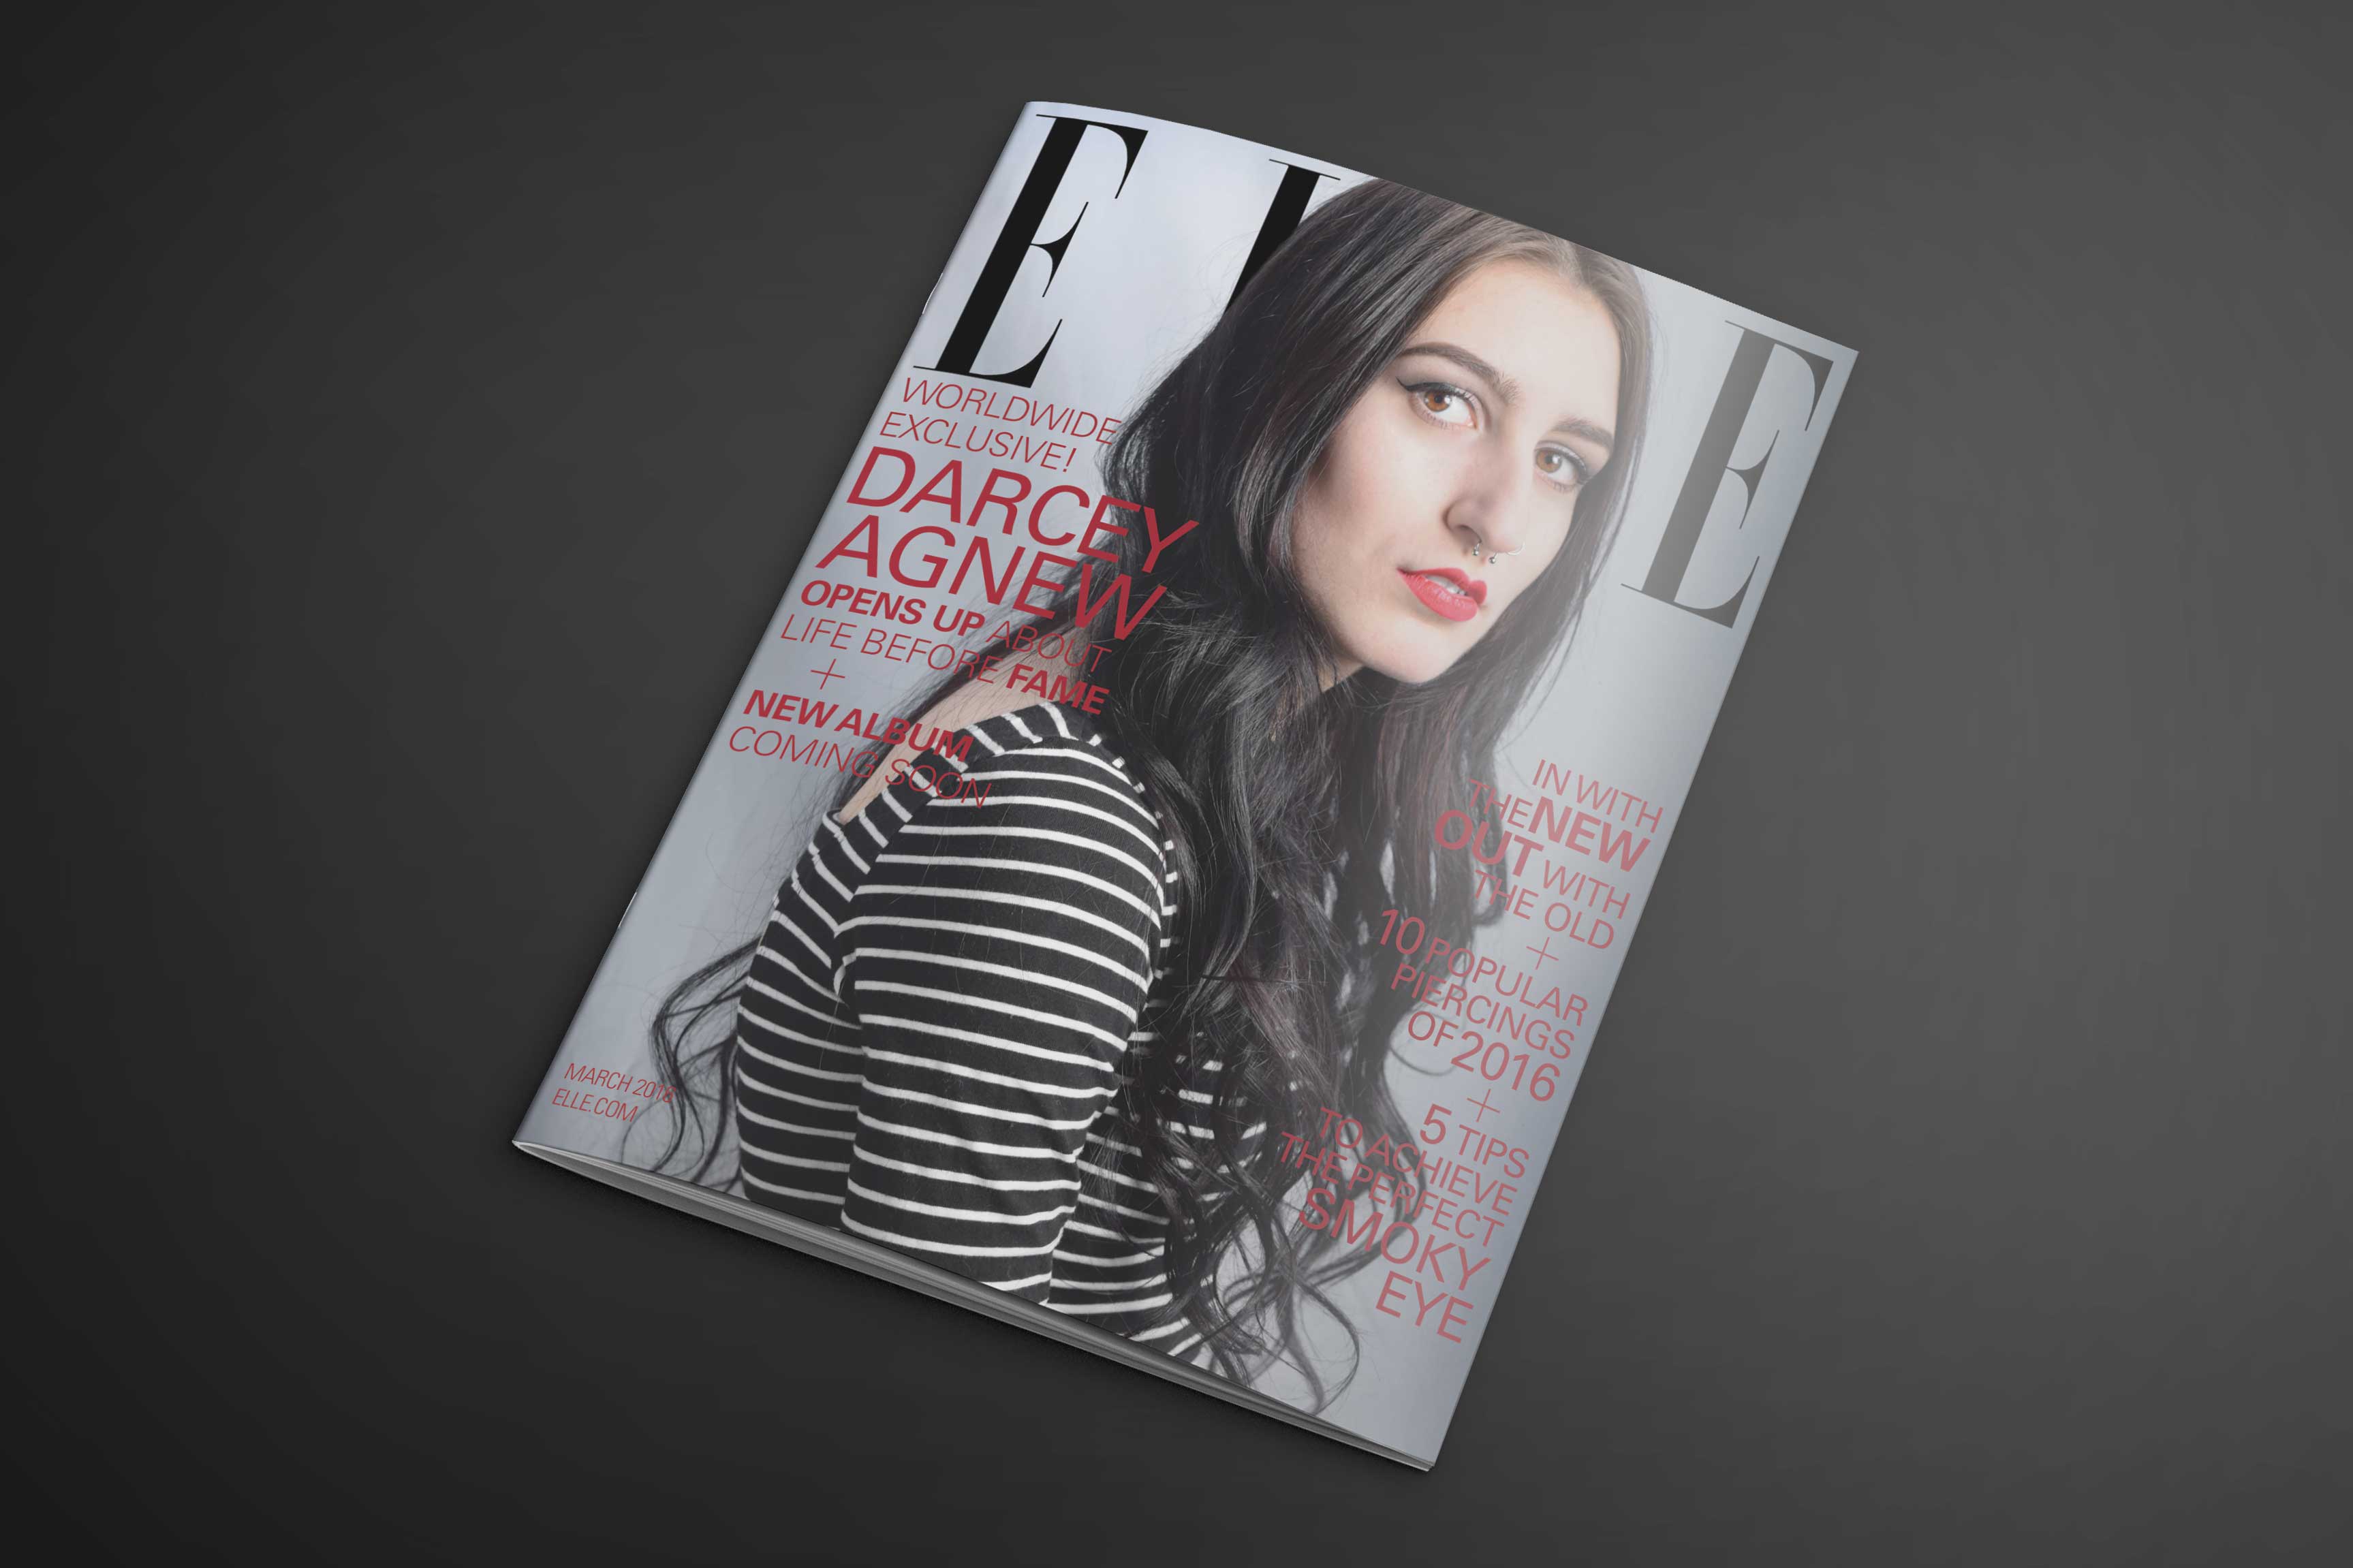 ELLE
WORLDWIDE
EXCLUSIVE!
DARCEY
AGNEW
OPENS UP ABOUT
LIFE BEFORE FAME
+
NEW ALBUM
COMING SOON
IN WITH
THE NEW
OUT WITH
THE OLD
+
10 POPULAR
PIERCINGS
OF 2016
+
5 TIPS
TO ACHIEVE
THE PERFECT
SMOKY
EYE
MARCH 2018
ELLE.COM